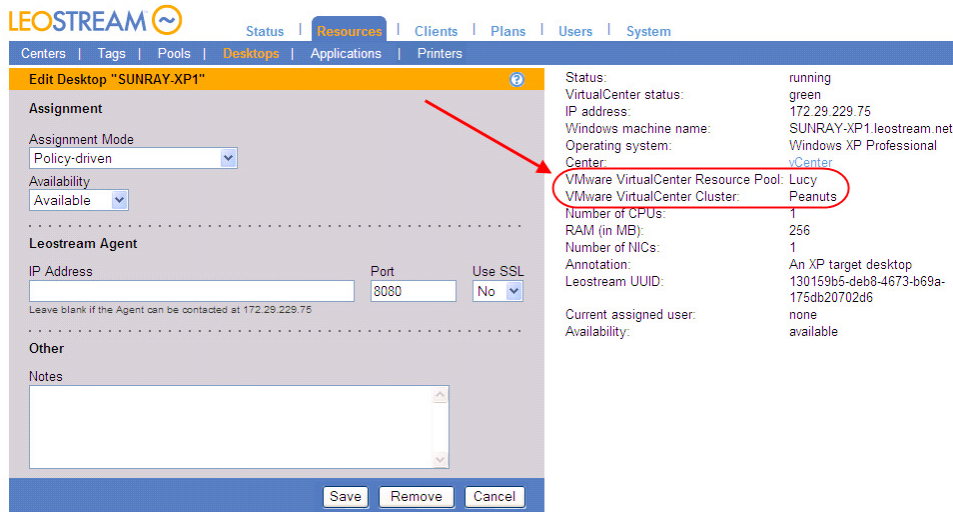 LEOSTREAM
Status | Resources | Clients | Plans | Users | System
Centers | Tags | Pools | Desktops | Applications | Printers
Edit Desktop "SUNRAY-XP1" ?
Assignment
Assignment Mode
Policy-driven
Availability
Available
Leostream Agent
IP Address Port Use SSL
8080 No
Leave blank if the Agent can be contacted at 172.29.229.75
Other
Notes
Save Remove Cancel
Status: running
VirtualCenter status: green
IP address: 172.29.229.75
Windows machine name: SUNRAY-XP1.leostream.net
Operating system: Windows XP Professional
Center: vCenter
VMware VirtualCenter Resource Pool: Lucy
VMware VirtualCenter Cluster: Peanuts
Number of CPUs: 1
RAM (in MB): 256
Number of NICs: 1
Annotation: An XP target desktop
Leostream UUID: 130159b5-deb8-4673-b69a-
175db20702d6
Current assigned user: none
Availability: available